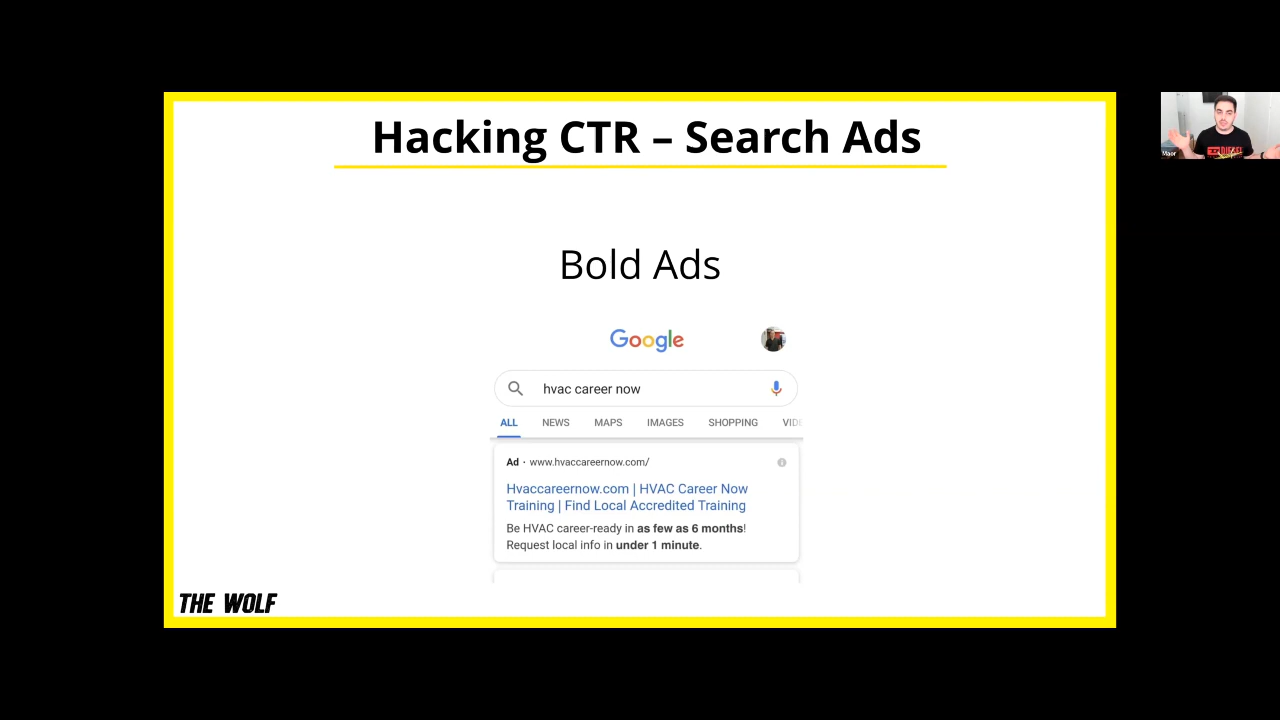 Hacking CTR – Search Ads
Maor
Bold Ads
Google
hvac career now
ALL NEWS MAPS IMAGES SHOPPING
Ad · www.hvaccareernow.com/
Hvaccareernow.com | HVAC Career Now
Training | Find Local Accredited Training
Be HVAC career-ready in as few as 6 months!
Request local info in under 1 minute.
THE WOLF